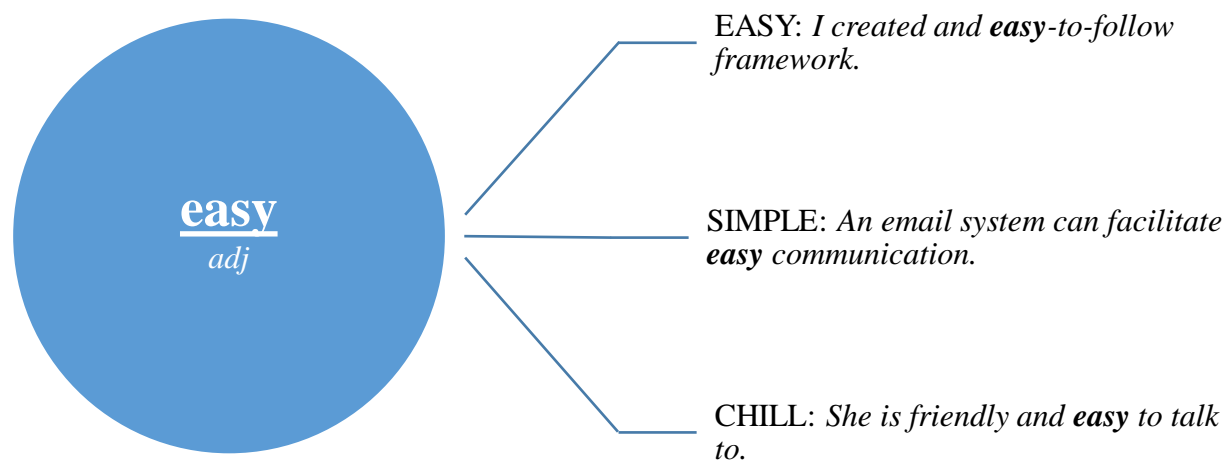 easy
adj
EASY: I created and easy-to-follow
framework.
SIMPLE: An email system can facilitate
easy communication.
CHILL: She is friendly and easy to talk
to.